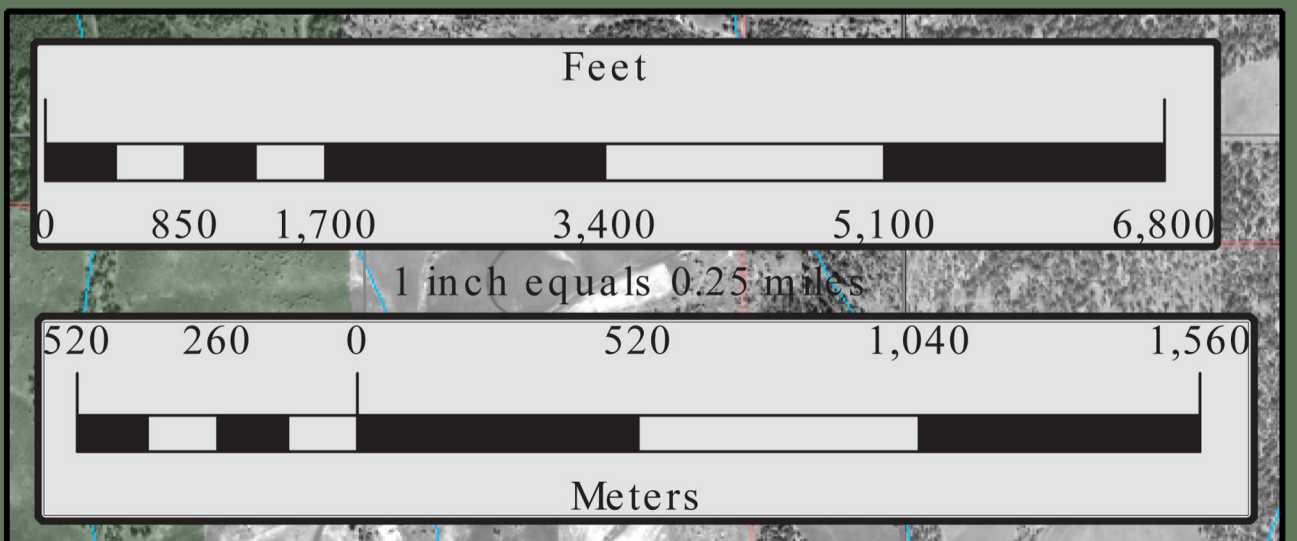 Feet
0 850 1,700 3,400 5,100 6,800
1 inch equals 0.25 miles
520 260 0 520 1,040 1,560
Meters